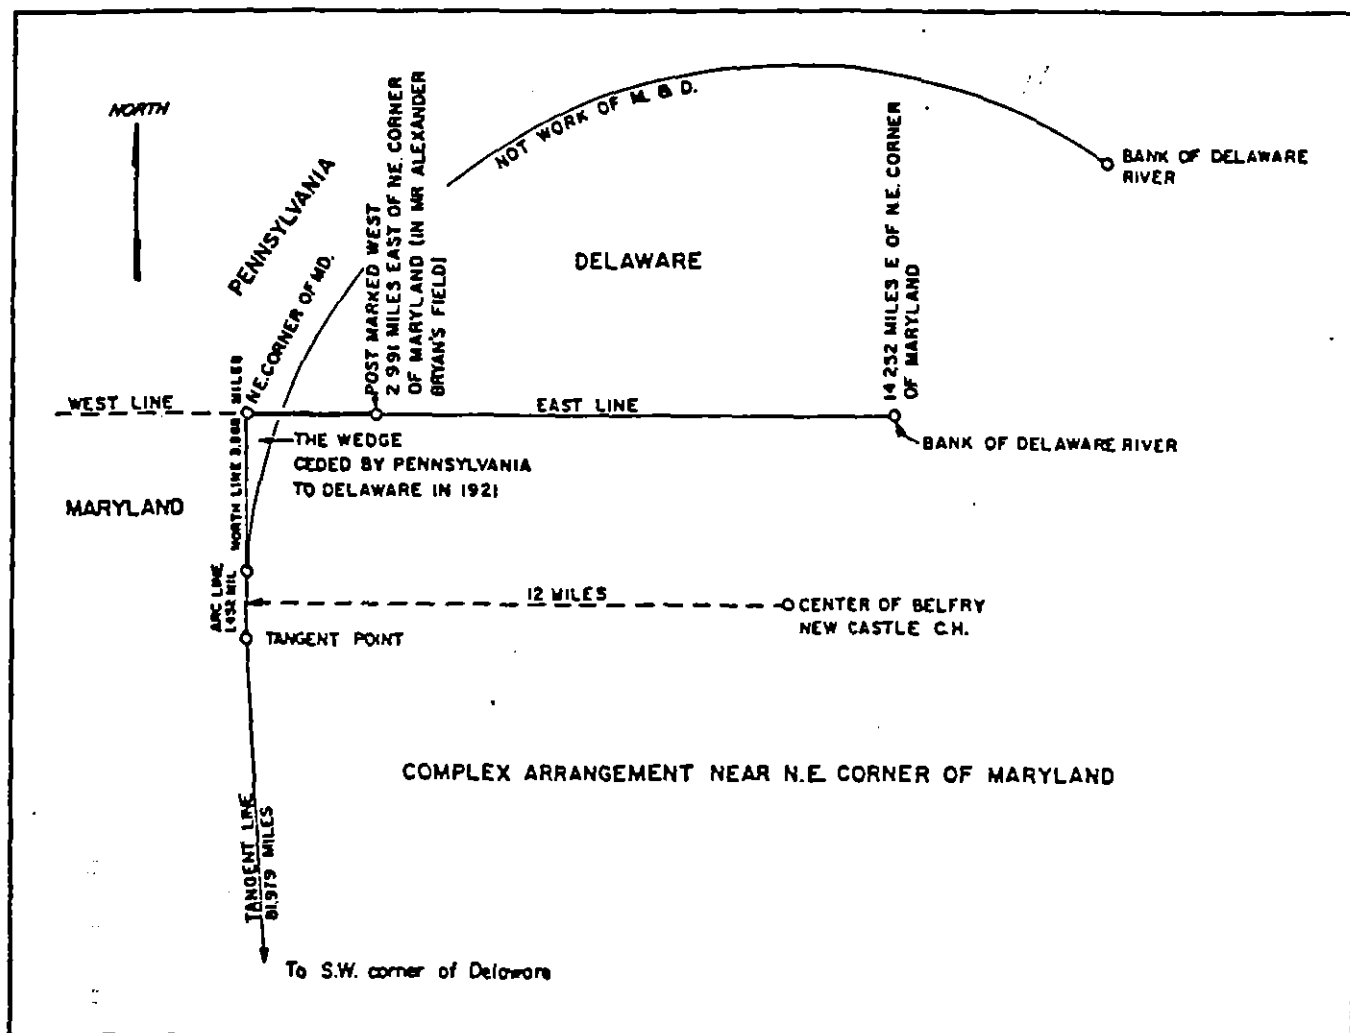 NORTH
PENNSYLVANIA
N.E. CORNER OF MD.
POST MARKED WEST
2 991 MILES EAST OF NE. CORNER
OF MARYLAND (IN MR ALEXANDER
BRYAN'S FIELD)
NOT WORK OF M. & D.
BANK OF DELAWARE
RIVER
DELAWARE
14 252 MILES E OF N.E. CORNER
OF MARYLAND
WEST LINE
EAST LINE
BANK OF DELAWARE RIVER
THE WEDGE
CEDED BY PENNSYLVANIA
TO DELAWARE IN 1921
MARYLAND
NORTH LINE MILES
ARC LINE
1.452 MIL
12 MILES
CENTER OF BELFRY
NEW CASTLE C.H.
TANGENT POINT
COMPLEX ARRANGEMENT NEAR N.E. CORNER OF MARYLAND
TANGENT LINE
81,979 MILES
To S.W. corner of Delaware